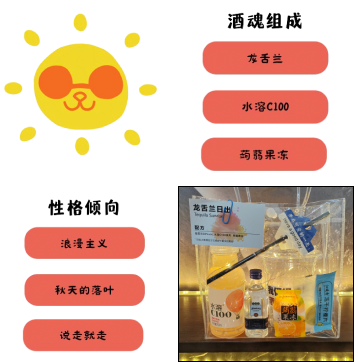 酒魂组成
龙舌兰
水溶C100
蒟蒻果冻
性格倾向
浪漫主义
秋天的落叶
说走就走
龙舌兰日出
Tequila Sunrise
配方
水溶
C100